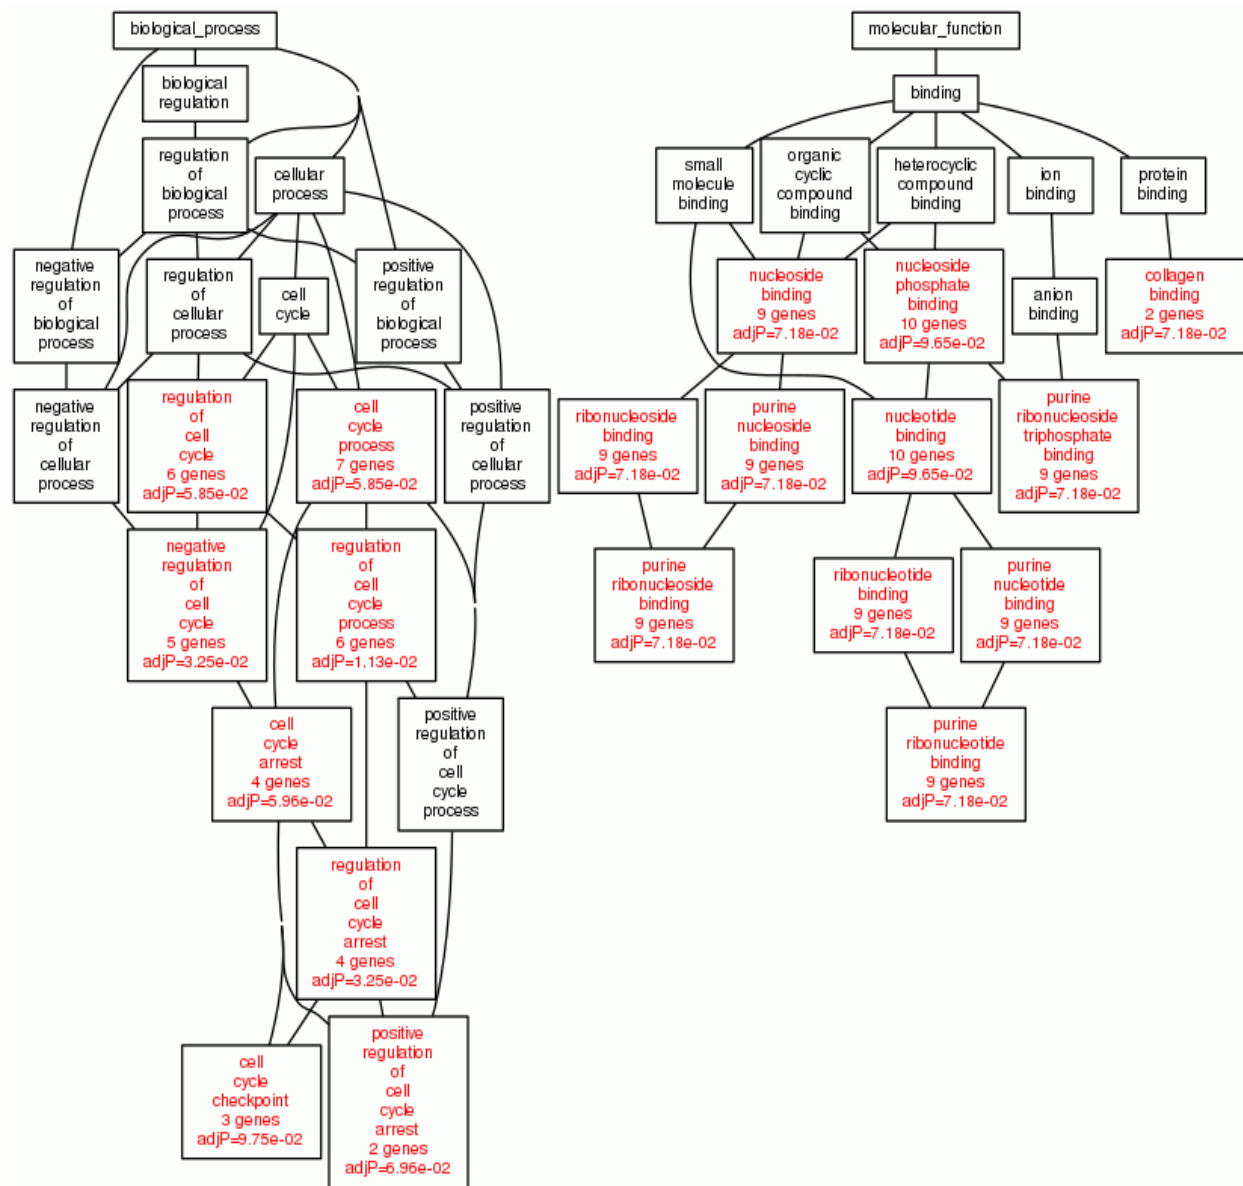 biological_process
biological
regulation
regulation
of
biological
process
cellular
process
negative
regulation
of
biological
process
regulation
of
cellular
process
cell
cycle
positive
regulation
of
biological
process
negative
regulation
of
cellular
process
regulation
of
cell
cycle
6 genes
adjP=5.85e-02
cell
cycle
process
7 genes
adjP=5.85e-02
positive
regulation
of
cellular
process
negative
regulation
of
cell
cycle
5 genes
adjP=3.25e-02
regulation
of
cell
cycle
process
6 genes
adjP=1.13e-02
cell
cycle
arrest
4 genes
adjP=5.96e-02
positive
regulation
of
cell
cycle
process
regulation
of
cell
cycle
arrest
4 genes
adjP=3.25e-02
cell
cycle
checkpoint
3 genes
adjP=9.75e-02
positive
regulation
of
cell
cycle
arrest
2 genes
adjP=6.96e-02
molecular_function
binding
small
molecule
binding
organic
cyclic
compound
binding
heterocyclic
compound
binding
ion
binding
protein
binding
nucleoside
binding
9 genes
adjP=7.18e-02
nucleoside
phosphate
binding
10 genes
adjP=9.65e-02
anion
binding
collagen
binding
2 genes
adjP=7.18e-02
ribonucleoside
binding
9 genes
adjP=7.18e-02
purine
nucleoside
binding
9 genes
adjP=7.18e-02
nucleotide
binding
10 genes
adjP=9.65e-02
purine
ribonucleoside
triphosphate
binding
9 genes
adjP=7.18e-02
purine
ribonucleoside
binding
9 genes
adjP=7.18e-02
ribonucleotide
binding
9 genes
adjP=7.18e-02
purine
nucleotide
binding
9 genes
adjP=7.18e-02
purine
ribonucleotide
binding
9 genes
adjP=7.18e-02